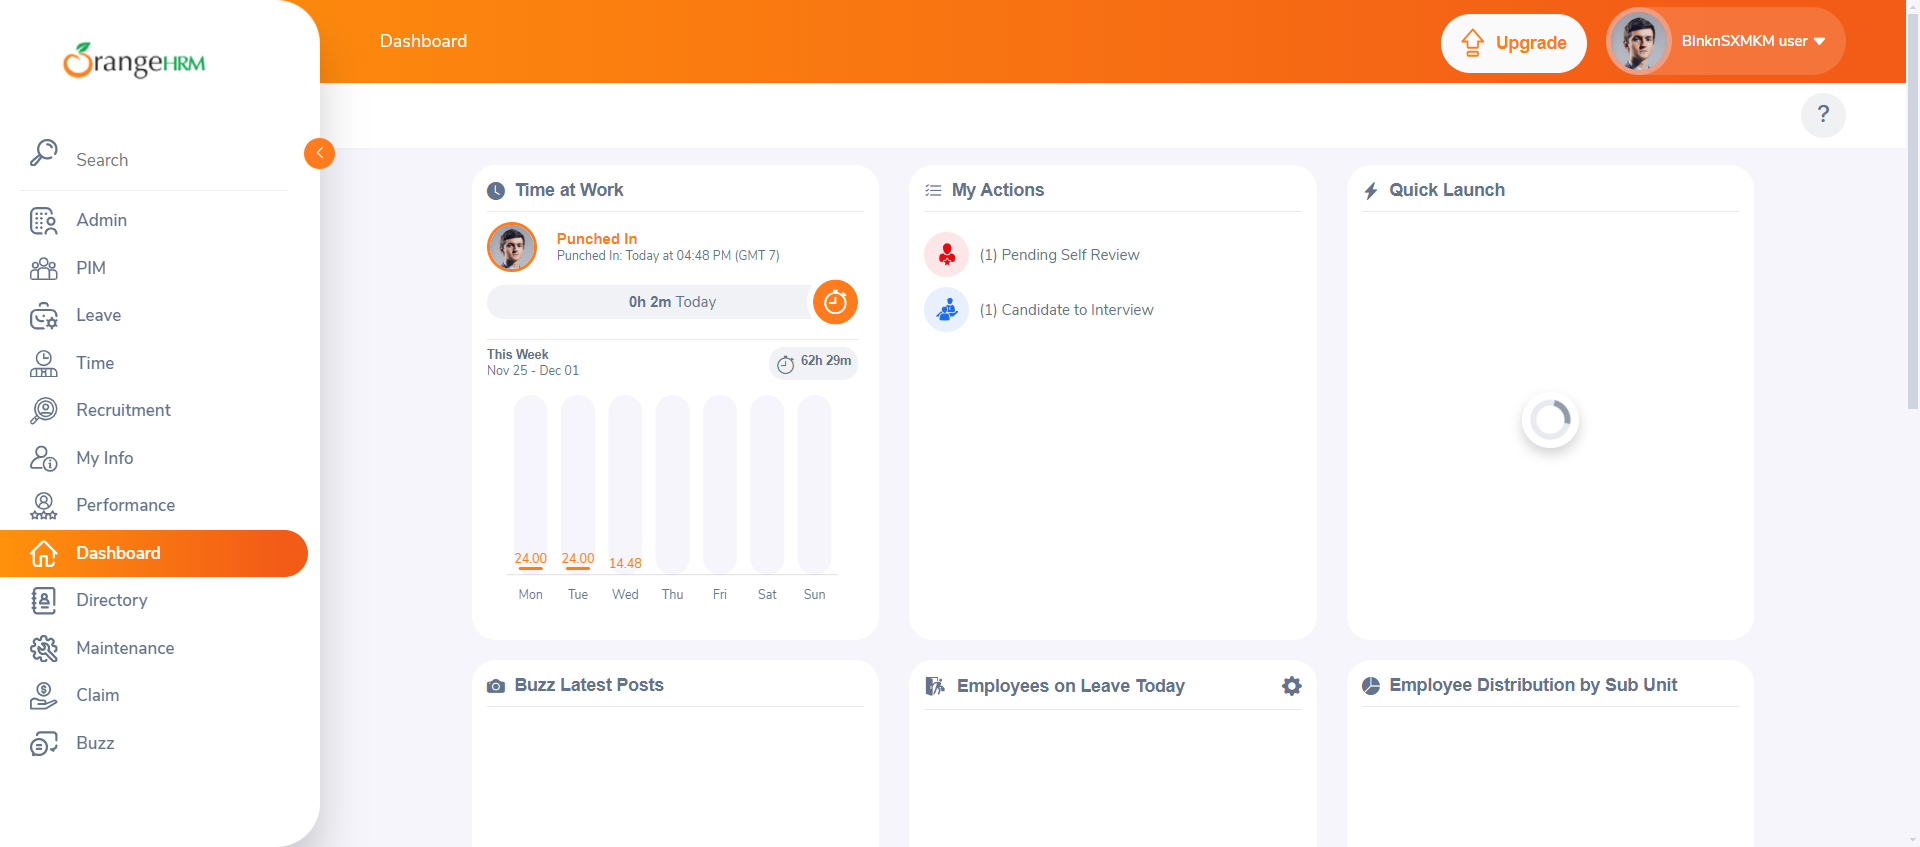 OrangeHRM
Dashboard
Upgrade
BlnknSXMKM user
?
Search
Admin
PIM
Leave
Time
Recruitment
My Info
Performance
Dashboard
Directory
Maintenance
Claim
Buzz
Time at Work
Punched In
Punched In: Today at 04:48 PM (GMT 7)
0h 2m Today
This Week
Nov 25 - Dec 01
62h 29m
24.00 24.00 14.48
Mon Tue Wed Thu Fri Sat Sun
My Actions
(1) Pending Self Review
(1) Candidate to Interview
Quick Launch
Buzz Latest Posts
Employees on Leave Today
Employee Distribution by Sub Unit